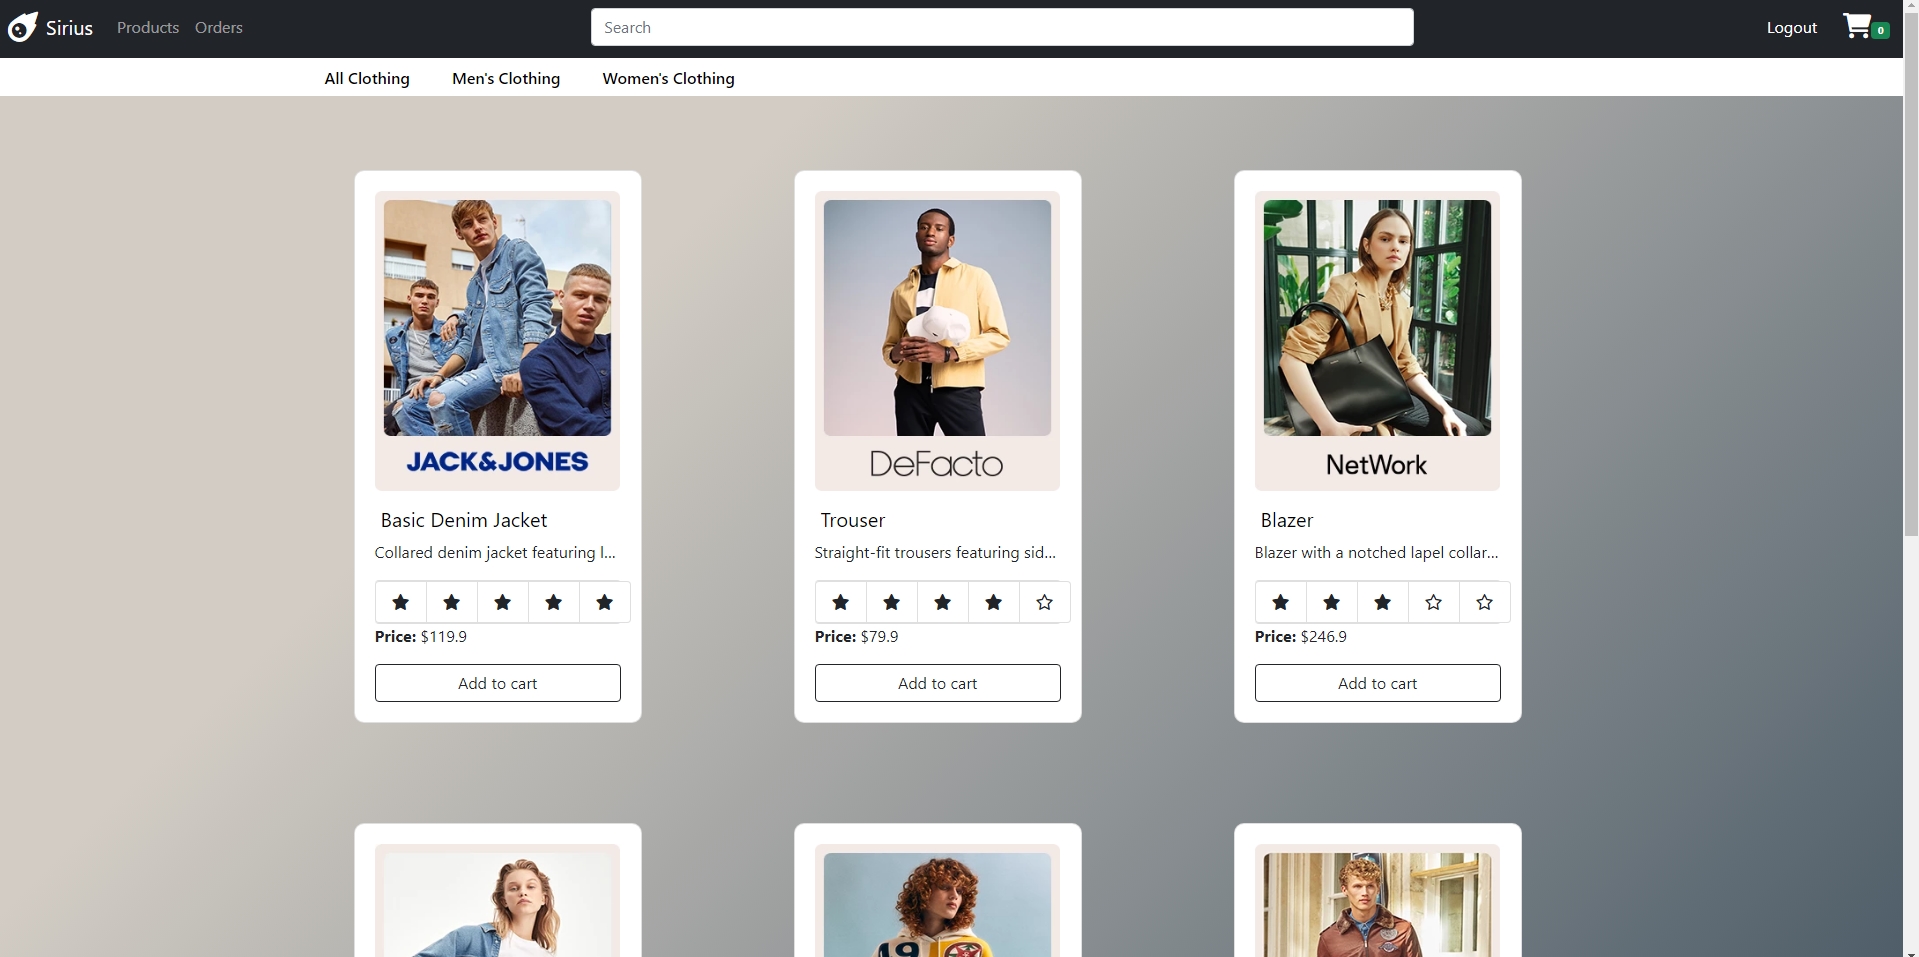 Sirius Products Orders Search Logout 0
All Clothing Men's Clothing Women's Clothing
JACK&JONES
DeFacto
NetWork
Basic Denim Jacket
Trouser
Blazer
Collared denim jacket featuring l...
Straight-fit trousers featuring sid...
Blazer with a notched lapel collar...
Price: $119.9
Price: $79.9
Price: $246.9
Add to cart
Add to cart
Add to cart
19